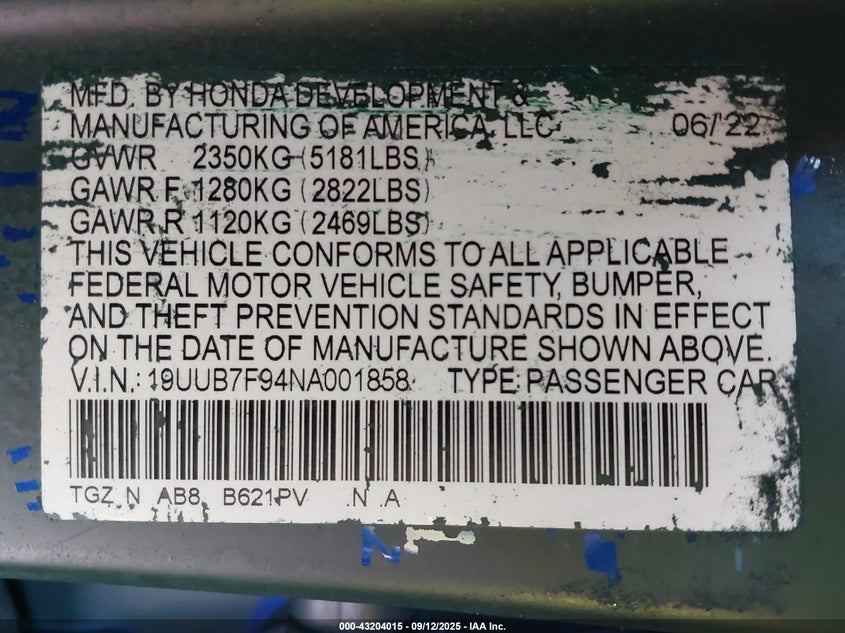 MFD. BY HONDA DEVELOPMENT &
MANUFACTURING OF AMERICA, LLC 06/'22
GVWR 2350KG (5181LBS)
GAWR F 1280KG (2822LBS)
GAWR R 1120KG (2469LBS)
THIS VEHICLE CONFORMS TO ALL APPLICABLE
FEDERAL MOTOR VEHICLE SAFETY, BUMPER,
AND THEFT PREVENTION STANDARDS IN EFFECT
ON THE DATE OF MANUFACTURE SHOWN ABOVE.
V.I.N.: 19UUB7F94NA001858 TYPE: PASSENGER CAR
TGZ N AB8 B621PV N A
000-43204015 - 09/12/2025 - IAA Inc.